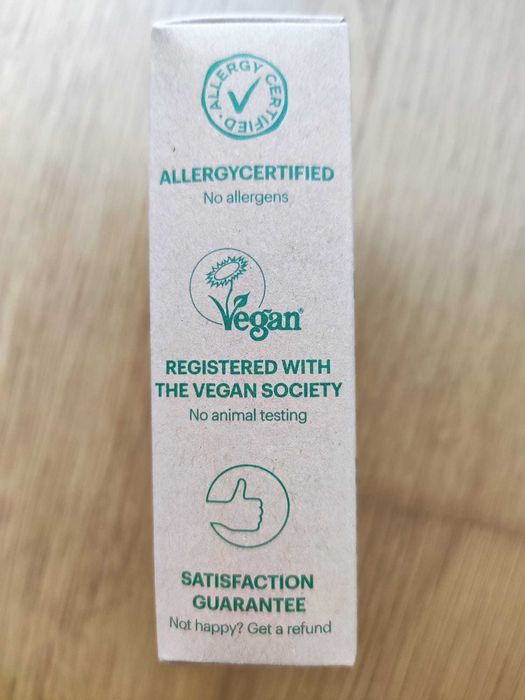 ALLERGY CERTIFIED
ALLERGYCERTIFIED
No allergens
Vegan®
REGISTERED WITH
THE VEGAN SOCIETY
No animal testing
SATISFACTION
GUARANTEE
Not happy? Get a refund